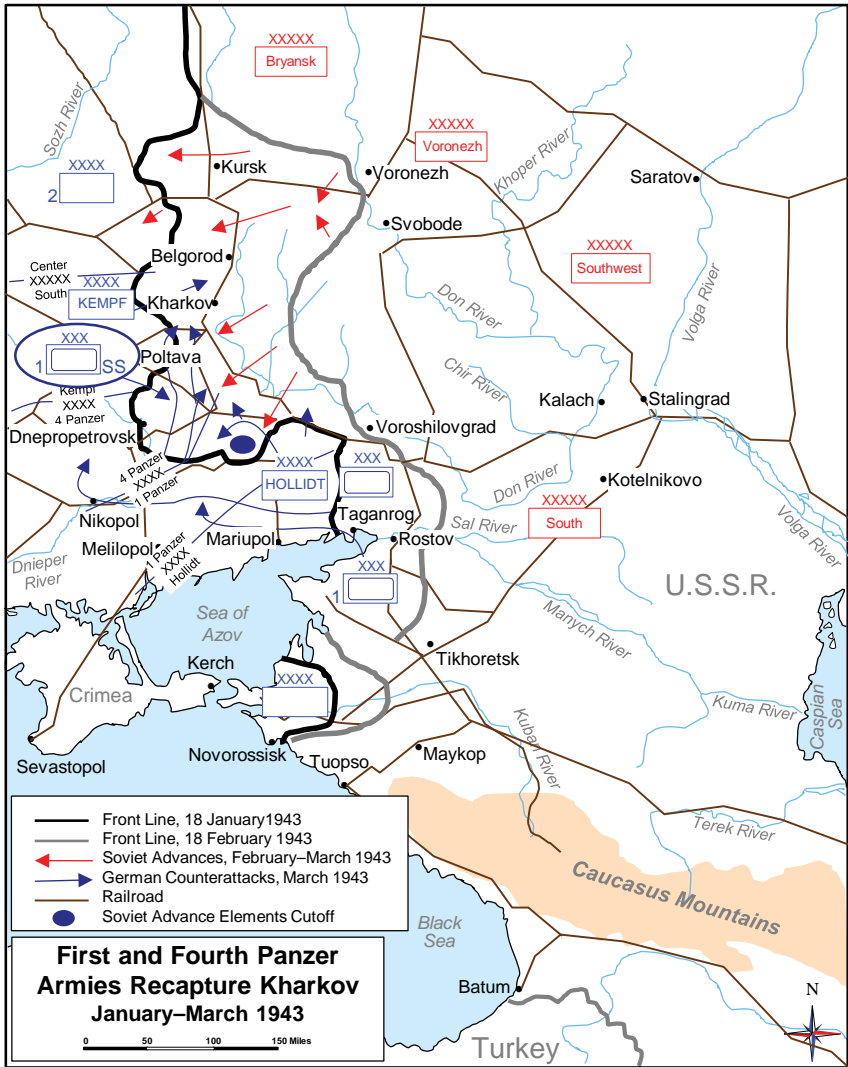 XXXXX
Bryansk
Sozh River
XXXXX
Voronezh
Khoper River
XXXX
2
Kursk
Voronezh
Saratov
Svobode
Belgorod
XXXXX
Southwest
Center
XXXXX
South
XXXX
KEMPF
Kharkov
Don River
Volga River
XXX
1
SS
Poltava
Chir River
Kempf
XXXX
4 Panzer
Kalach
Stalingrad
Dnepropetrovsk
Voroshilovgrad
4 Panzer
XXXX
1 Panzer
XXXX
HOLLIDT
XXX
Don River
Kotelnikovo
Nikopol
Taganrog
XXXXX
South
Sal River
Volga River
Melilopol
Mariupol
Rostov
Dnieper
River
1 Panzer
XXXX
Hollidt
XXX
1
U.S.S.R.
Sea of
Azov
Manych River
Tikhoretsk
Kerch
Crimea
XXXX
Kuma River
Caspian
Sea
Kuban River
Sevastopol
Novorossisk
Tuopso
Maykop
Terek River
Front Line, 18 January1943
Front Line, 18 February 1943
Soviet Advances, February–March 1943
German Counterattacks, March 1943
Railroad
Soviet Advance Elements Cutoff
Caucasus Mountains
Black
Sea
First and Fourth Panzer
Armies Recapture Kharkov
January–March 1943
0 50 100 150 Miles
Batum
Turkey
N